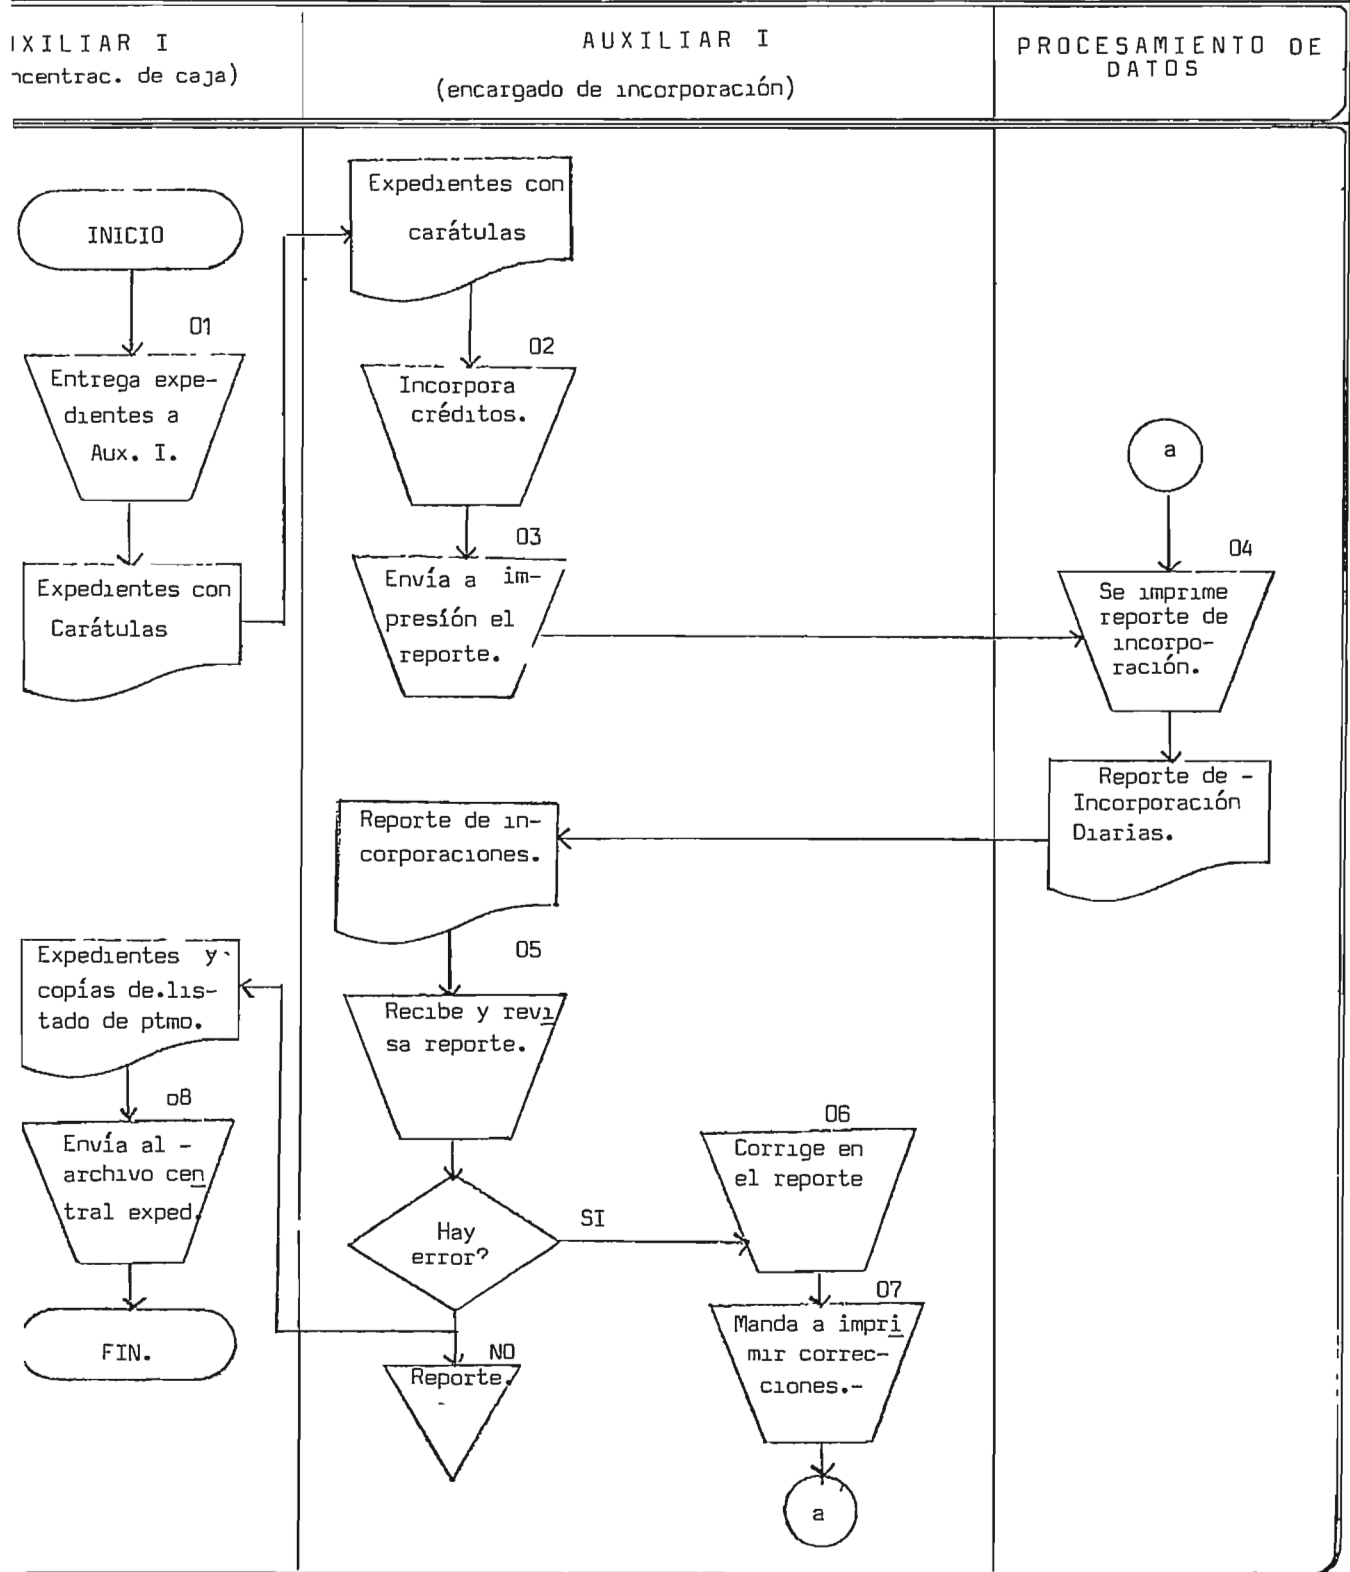 IXILIAR I
ncentrac. de caja)
AUXILIAR I
(encargado de incorporación)
PROCESAMIENTO DE
DATOS
INICIO
01
Entrega expe-
dientes a
Aux. I.
Expedientes con
Carátulas
Expedientes con
carátulas
02
Incorpora
créditos.
03
Envía a im-
presión el
reporte.
a
04
Se imprime
reporte de
incorpo-
ración.
Reporte de -
Incorporación
Diarias.
Reporte de in-
corporaciones.
05
Recibe y revi
sa reporte.
Hay
error?
SI
06
Corrige en
el reporte
07
Manda a impri
mir correc-
ciones.-
a
NO
Reporte.
Expedientes y
copías de.lis-
tado de ptmo.
o8
Envía al -
archivo cen
tral exped.
FIN.